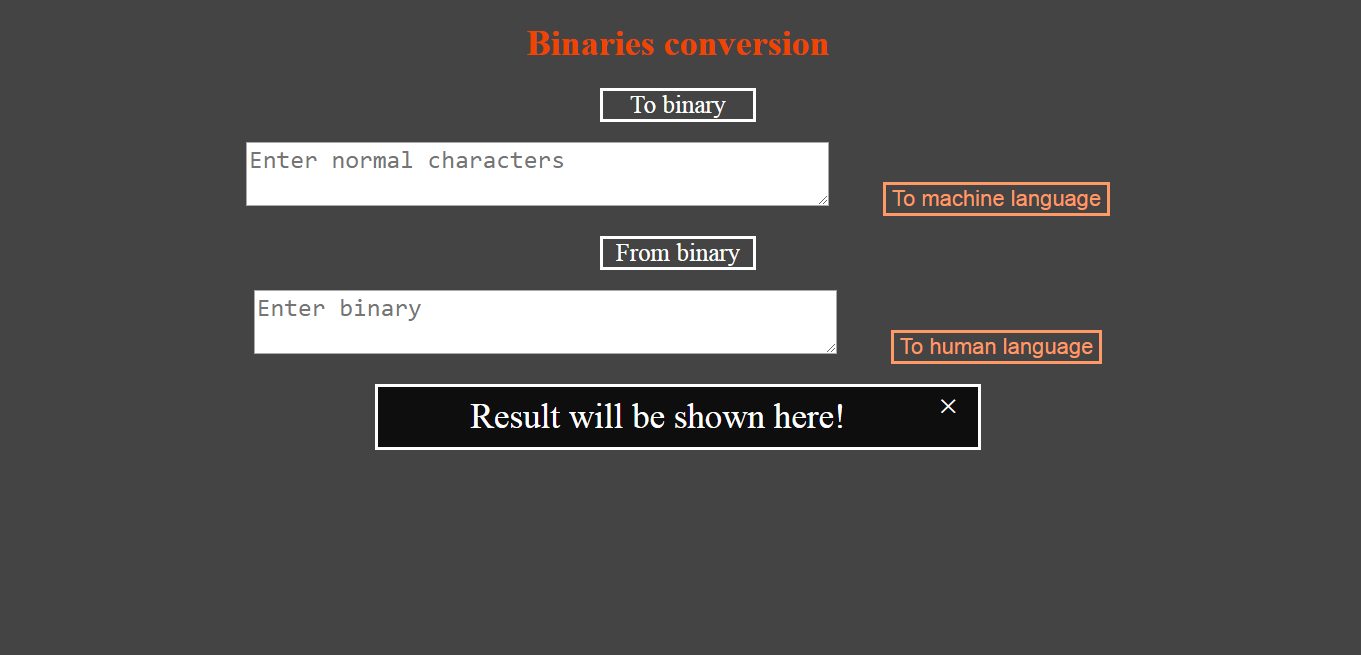 Binaries conversion
To binary
Enter normal characters
To machine language
From binary
Enter binary
To human language
Result will be shown here!
×